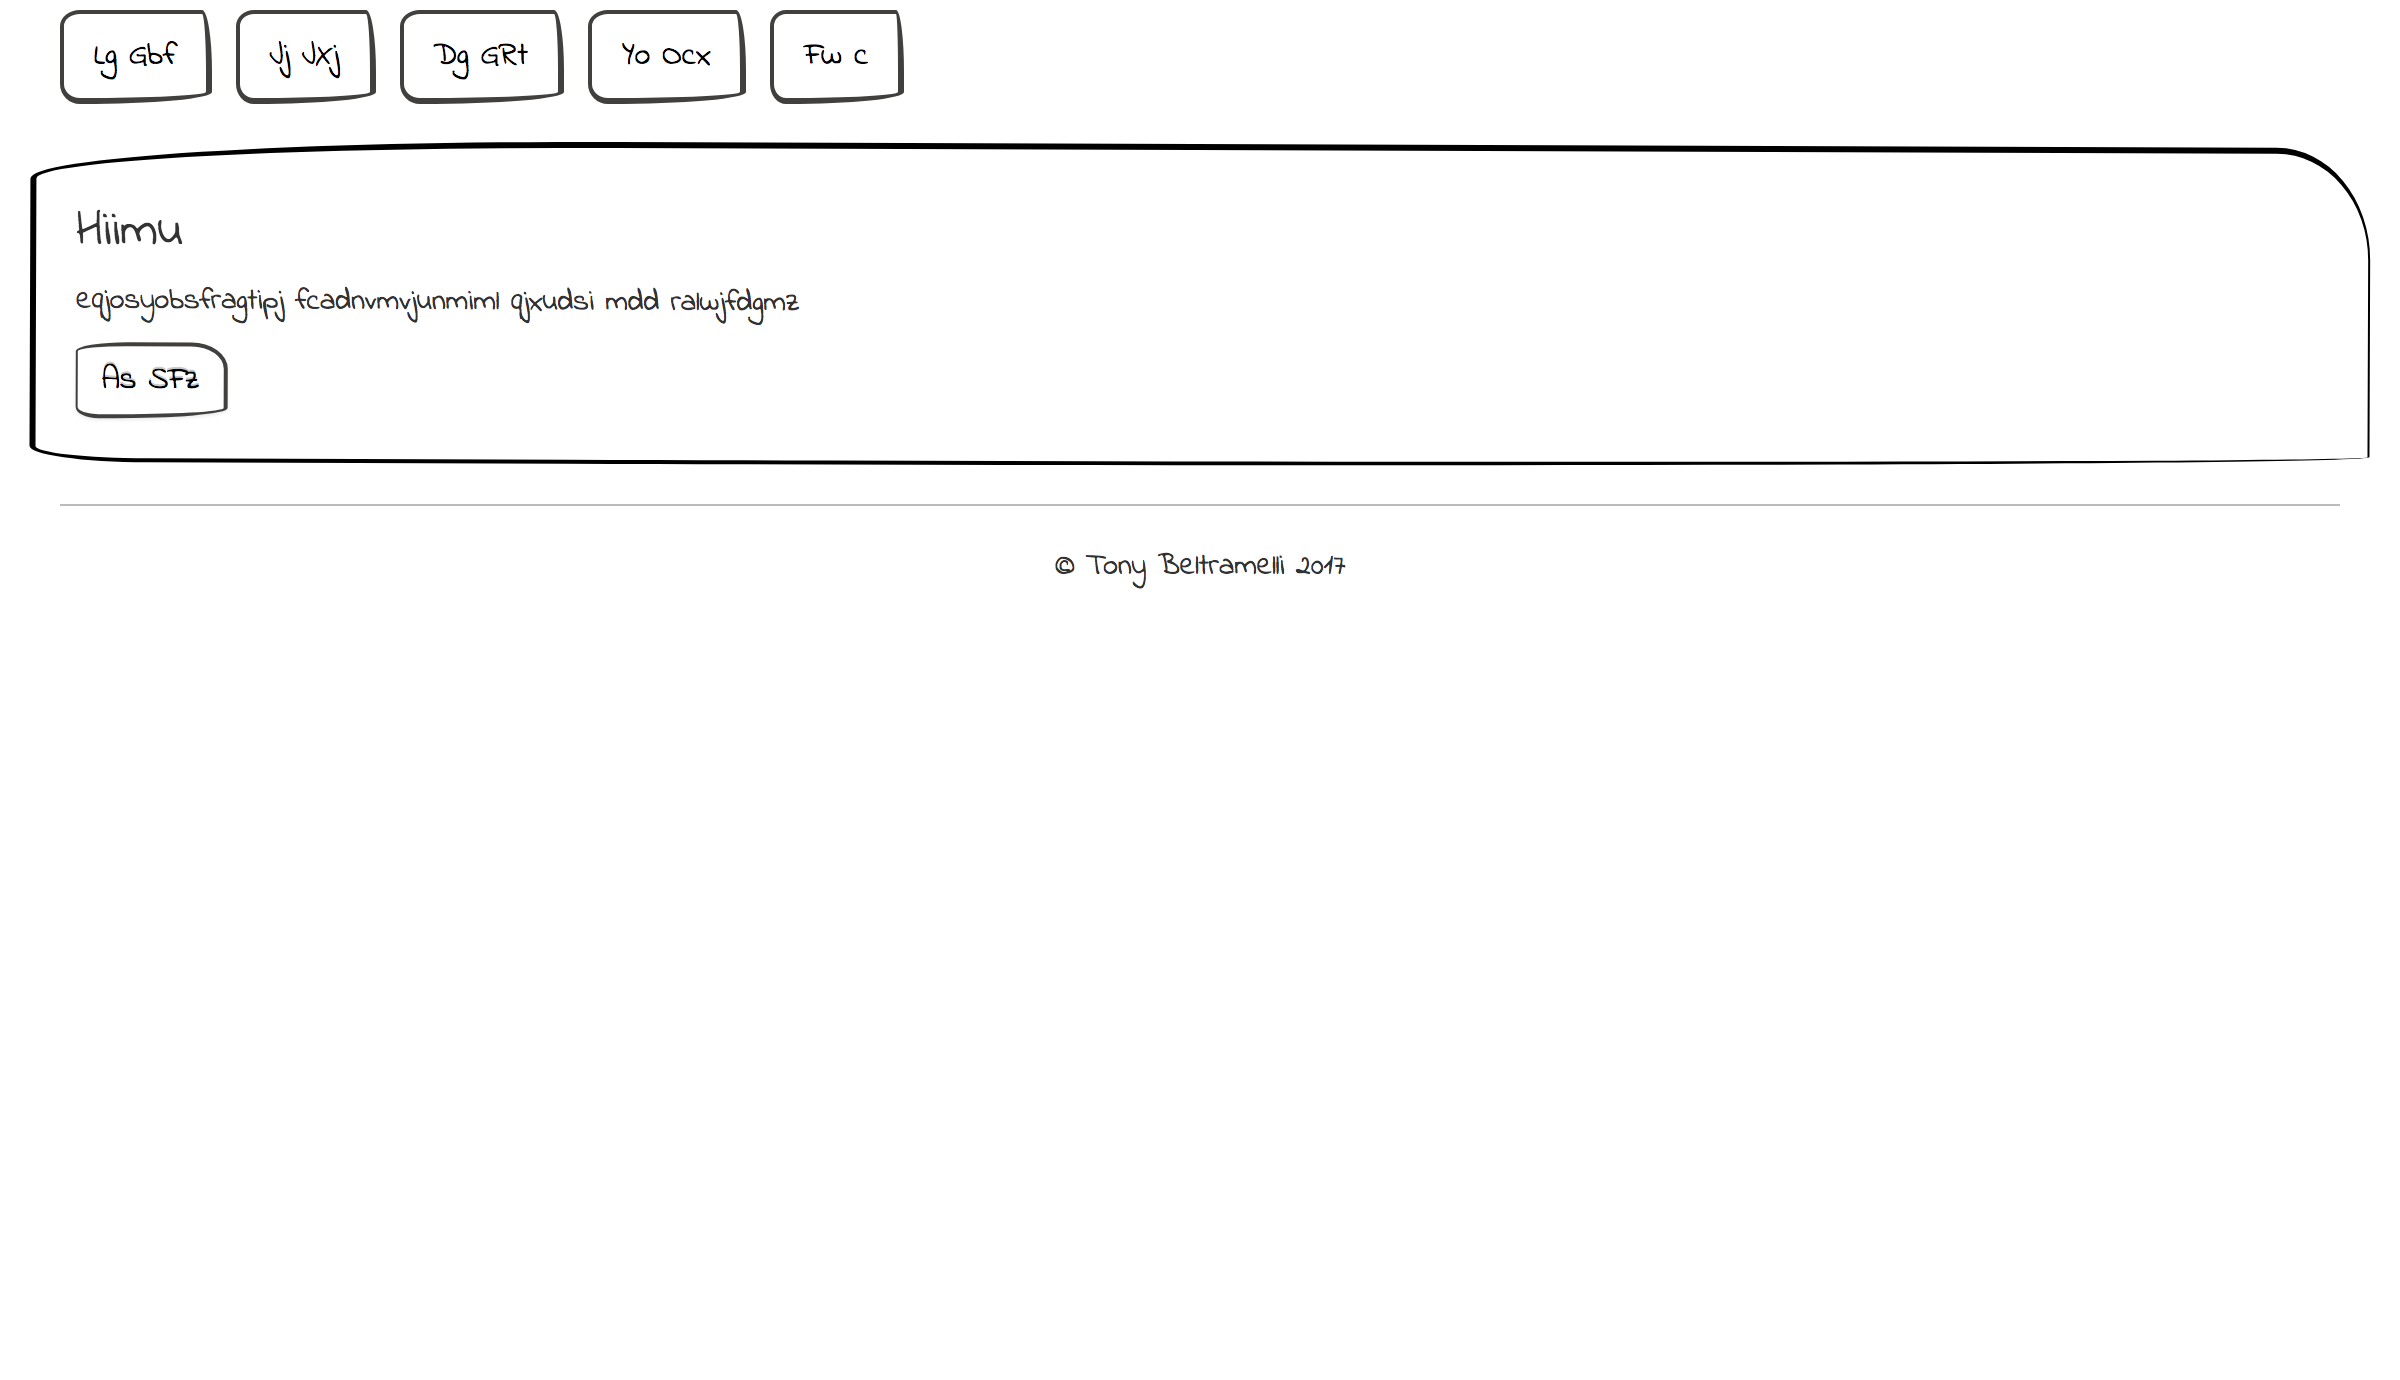 Lg Gbf Jj JXj Dg GRt Yo Ocx Fw c
Hiimu
eqjosyobsfragtipj fcadnvmvjunmiml qjxudsi mdd ralwjfdgmz
As SFz
© Tony Beltramelli 2017